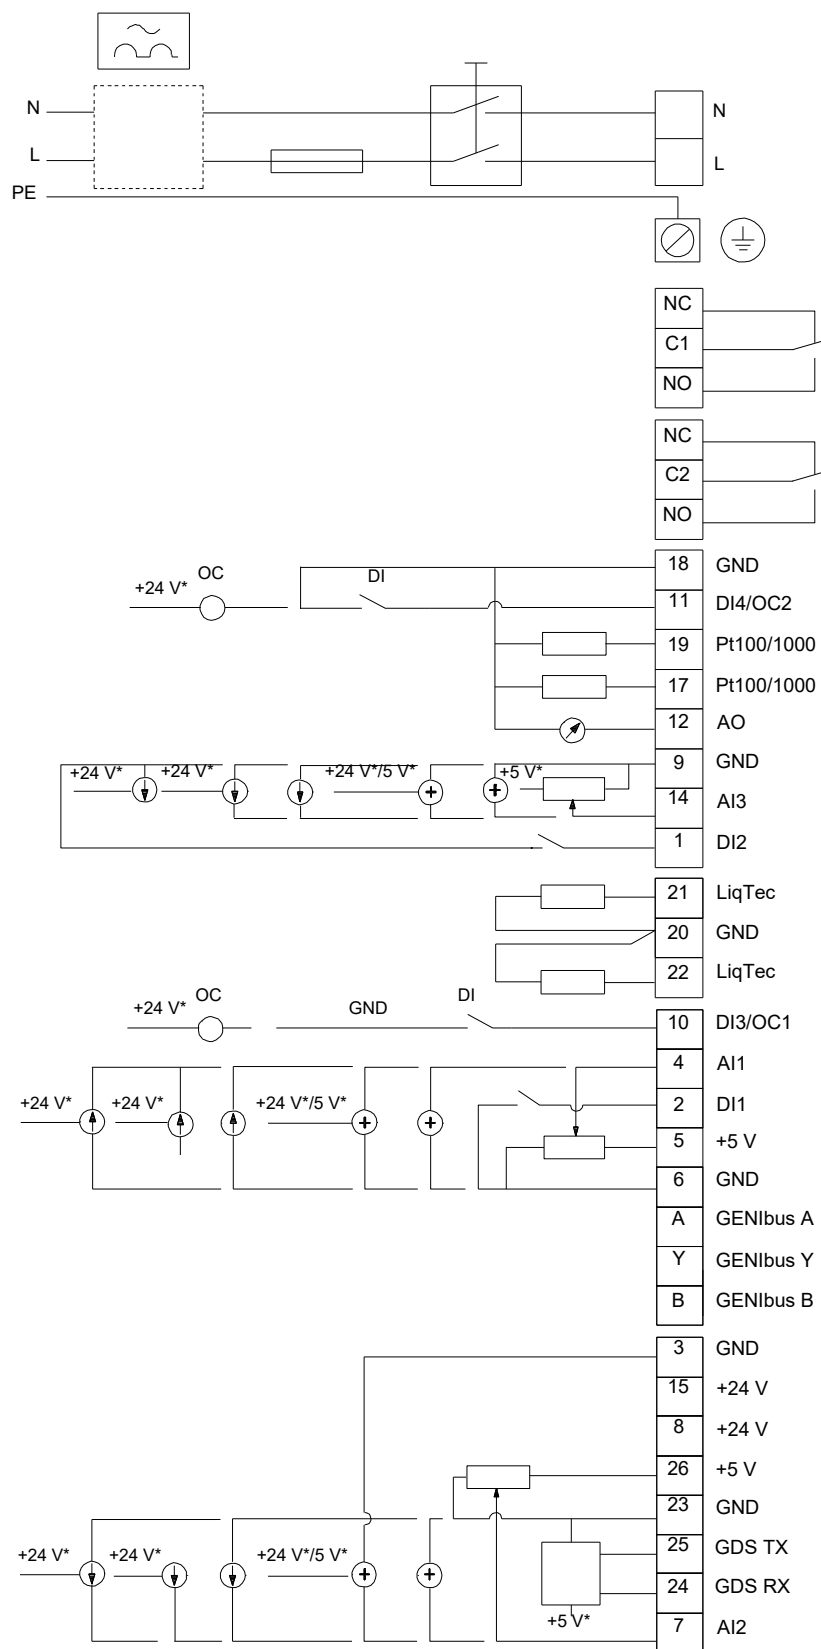 N N
L L
PE
NC
C1
NO
NC
C2
NO
18 GND
+24 V* OC DI 11 DI4/OC2
19 Pt100/1000
17 Pt100/1000
12 AO
9 GND
+24 V* +24 V* +24 V*/5 V* +5 V*
14 AI3
1 DI2
21 LiqTec
20 GND
22 LiqTec
+24 V* OC GND DI 10 DI3/OC1
4 AI1
+24 V* +24 V* +24 V*/5 V* 2 DI1
5 +5 V
6 GND
A GENIbus A
Y GENIbus Y
B GENIbus B
3 GND
15 +24 V
8 +24 V
26 +5 V
23 GND
+24 V* +24 V* +24 V*/5 V* 25 GDS TX
24 GDS RX
+5 V* 7 AI2